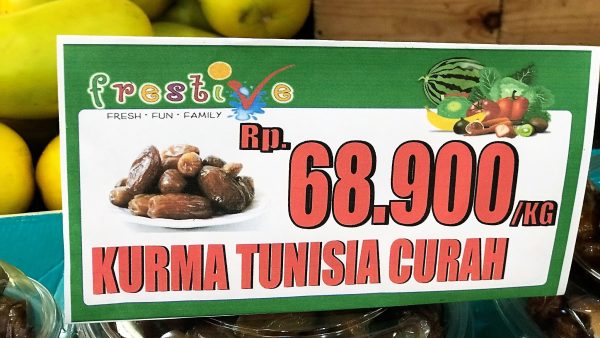 frestive
FRESH • FUN • FAMILY
Rp. 68.900/KG
KURMA TUNISIA CURAH